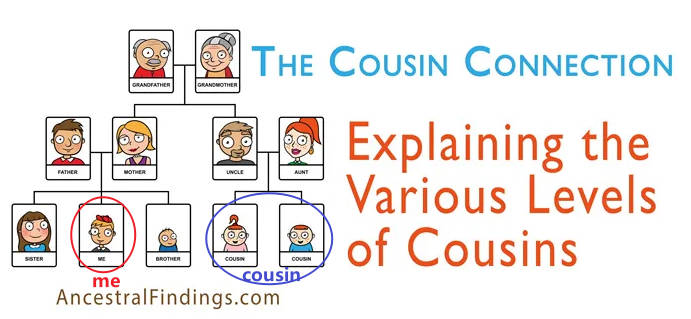 GRANDFATHER GRANDMOTHER
THE COUSIN CONNECTION
FATHER MOTHER UNCLE AUNT
Explaining the
Various Levels
of Cousins
SISTER ME BROTHER COUSIN COUSIN
me cousin
AncestralFindings.com